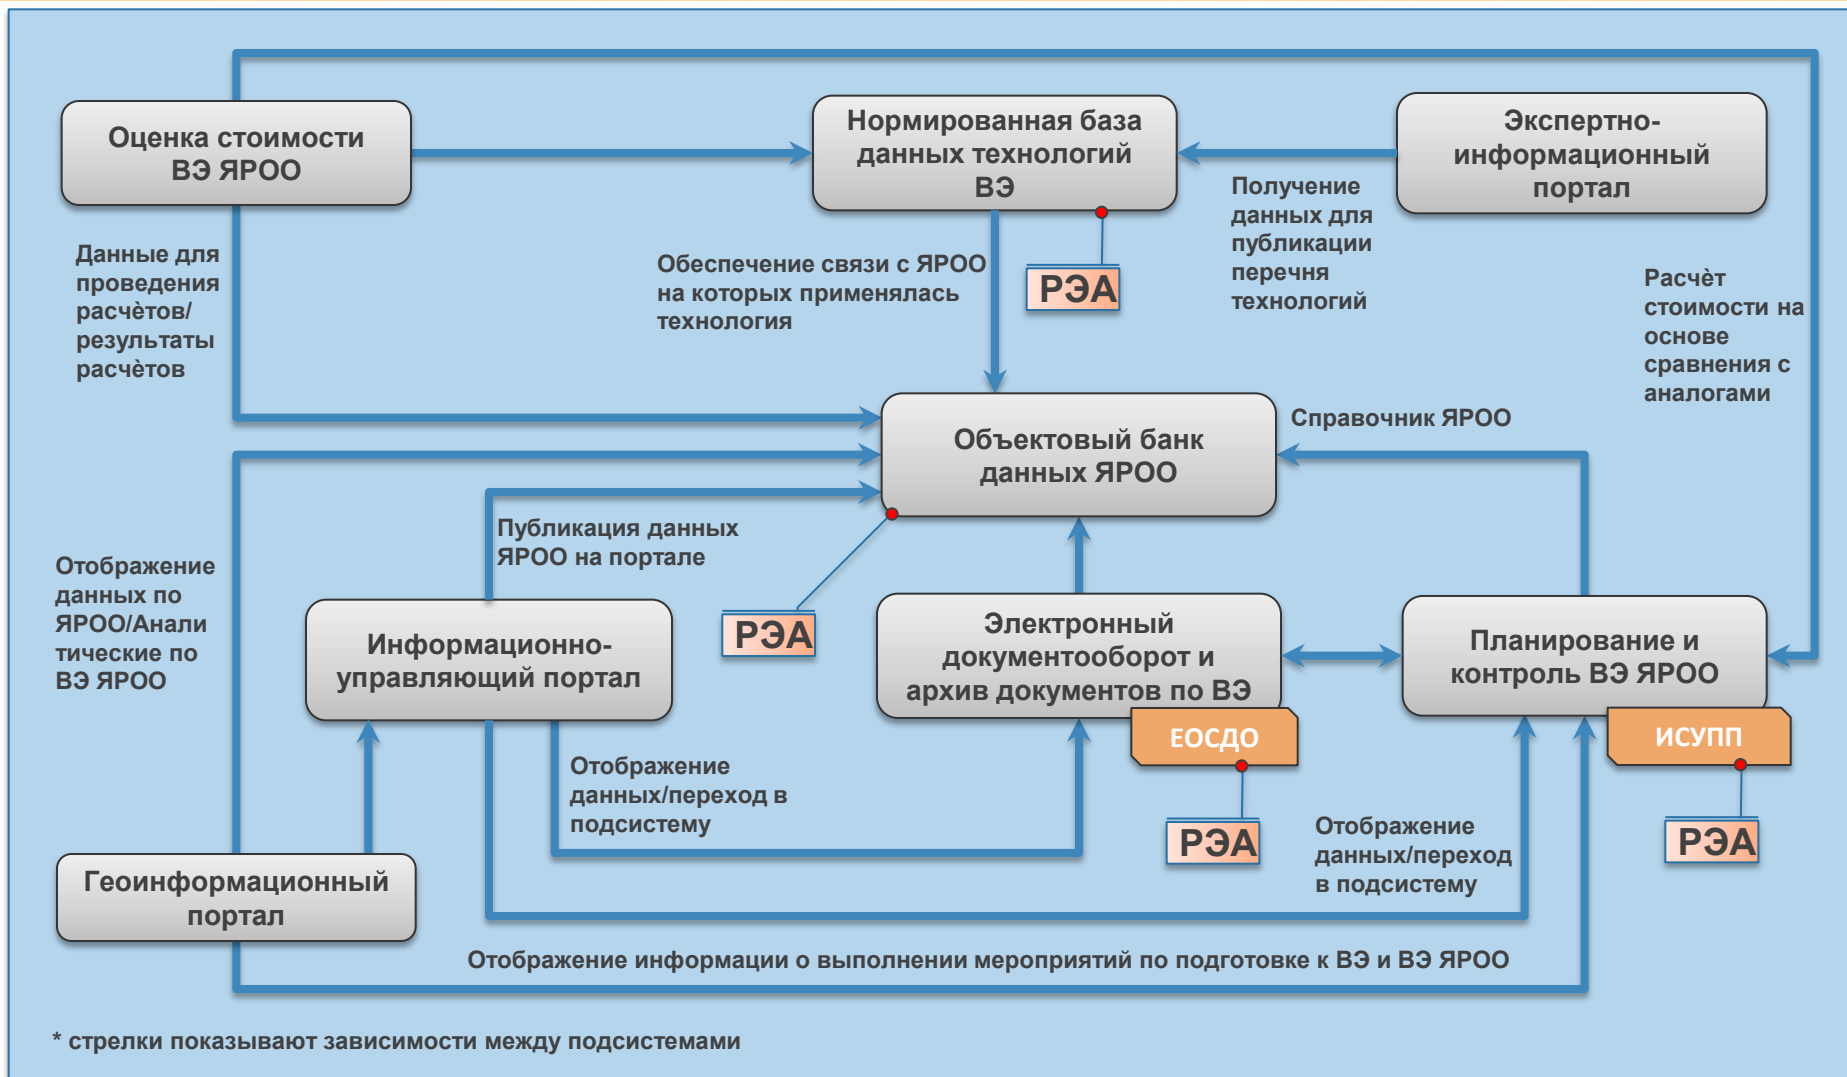 Оценка стоимости
ВЭ ЯРОО
Нормированная база
данных технологий
ВЭ
Экспертно-
информационный
портал
Данные для
проведения
расчѐтов/
результаты
расчѐтов
Обеспечение связи с ЯРОО
на которых применялась
технология
РЭА
Получение
данных для
публикации
перечня
технологий
Расчѐт
стоимости на
основе
сравнения с
аналогами
Объектовый банк
данных ЯРОО
Справочник ЯРОО
Публикация данных
ЯРОО на портале
Отображение
данных по
ЯРОО/Анали
тические по
ВЭ ЯРОО
Информационно-
управляющий портал
РЭА
Электронный
документооборот и
архив документов по ВЭ
ЕОСДО
Планирование и
контроль ВЭ ЯРОО
ИСУПП
Отображение
данных/переход в
подсистему
РЭА
Отображение
данных/переход
в подсистему
РЭА
Геоинформационный
портал
Отображение информации о выполнении мероприятий по подготовке к ВЭ и ВЭ ЯРОО
* стрелки показывают зависимости между подсистемами